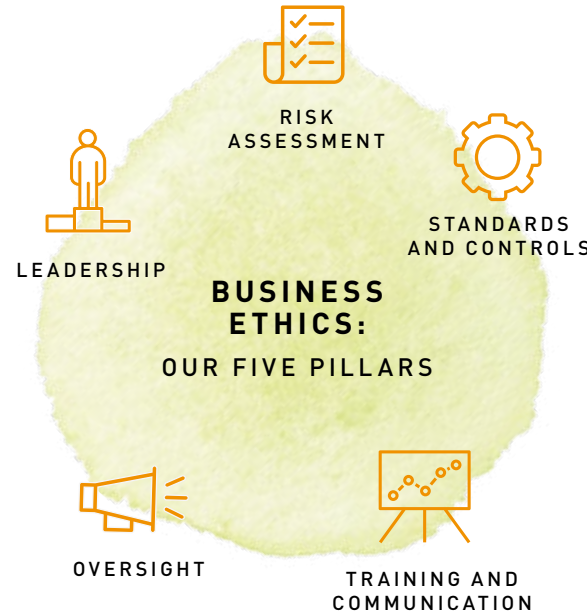 RISK
ASSESSMENT
STANDARDS
AND CONTROLS
LEADERSHIP
BUSINESS
ETHICS:
OUR FIVE PILLARS
OVERSIGHT
TRAINING AND
COMMUNICATION